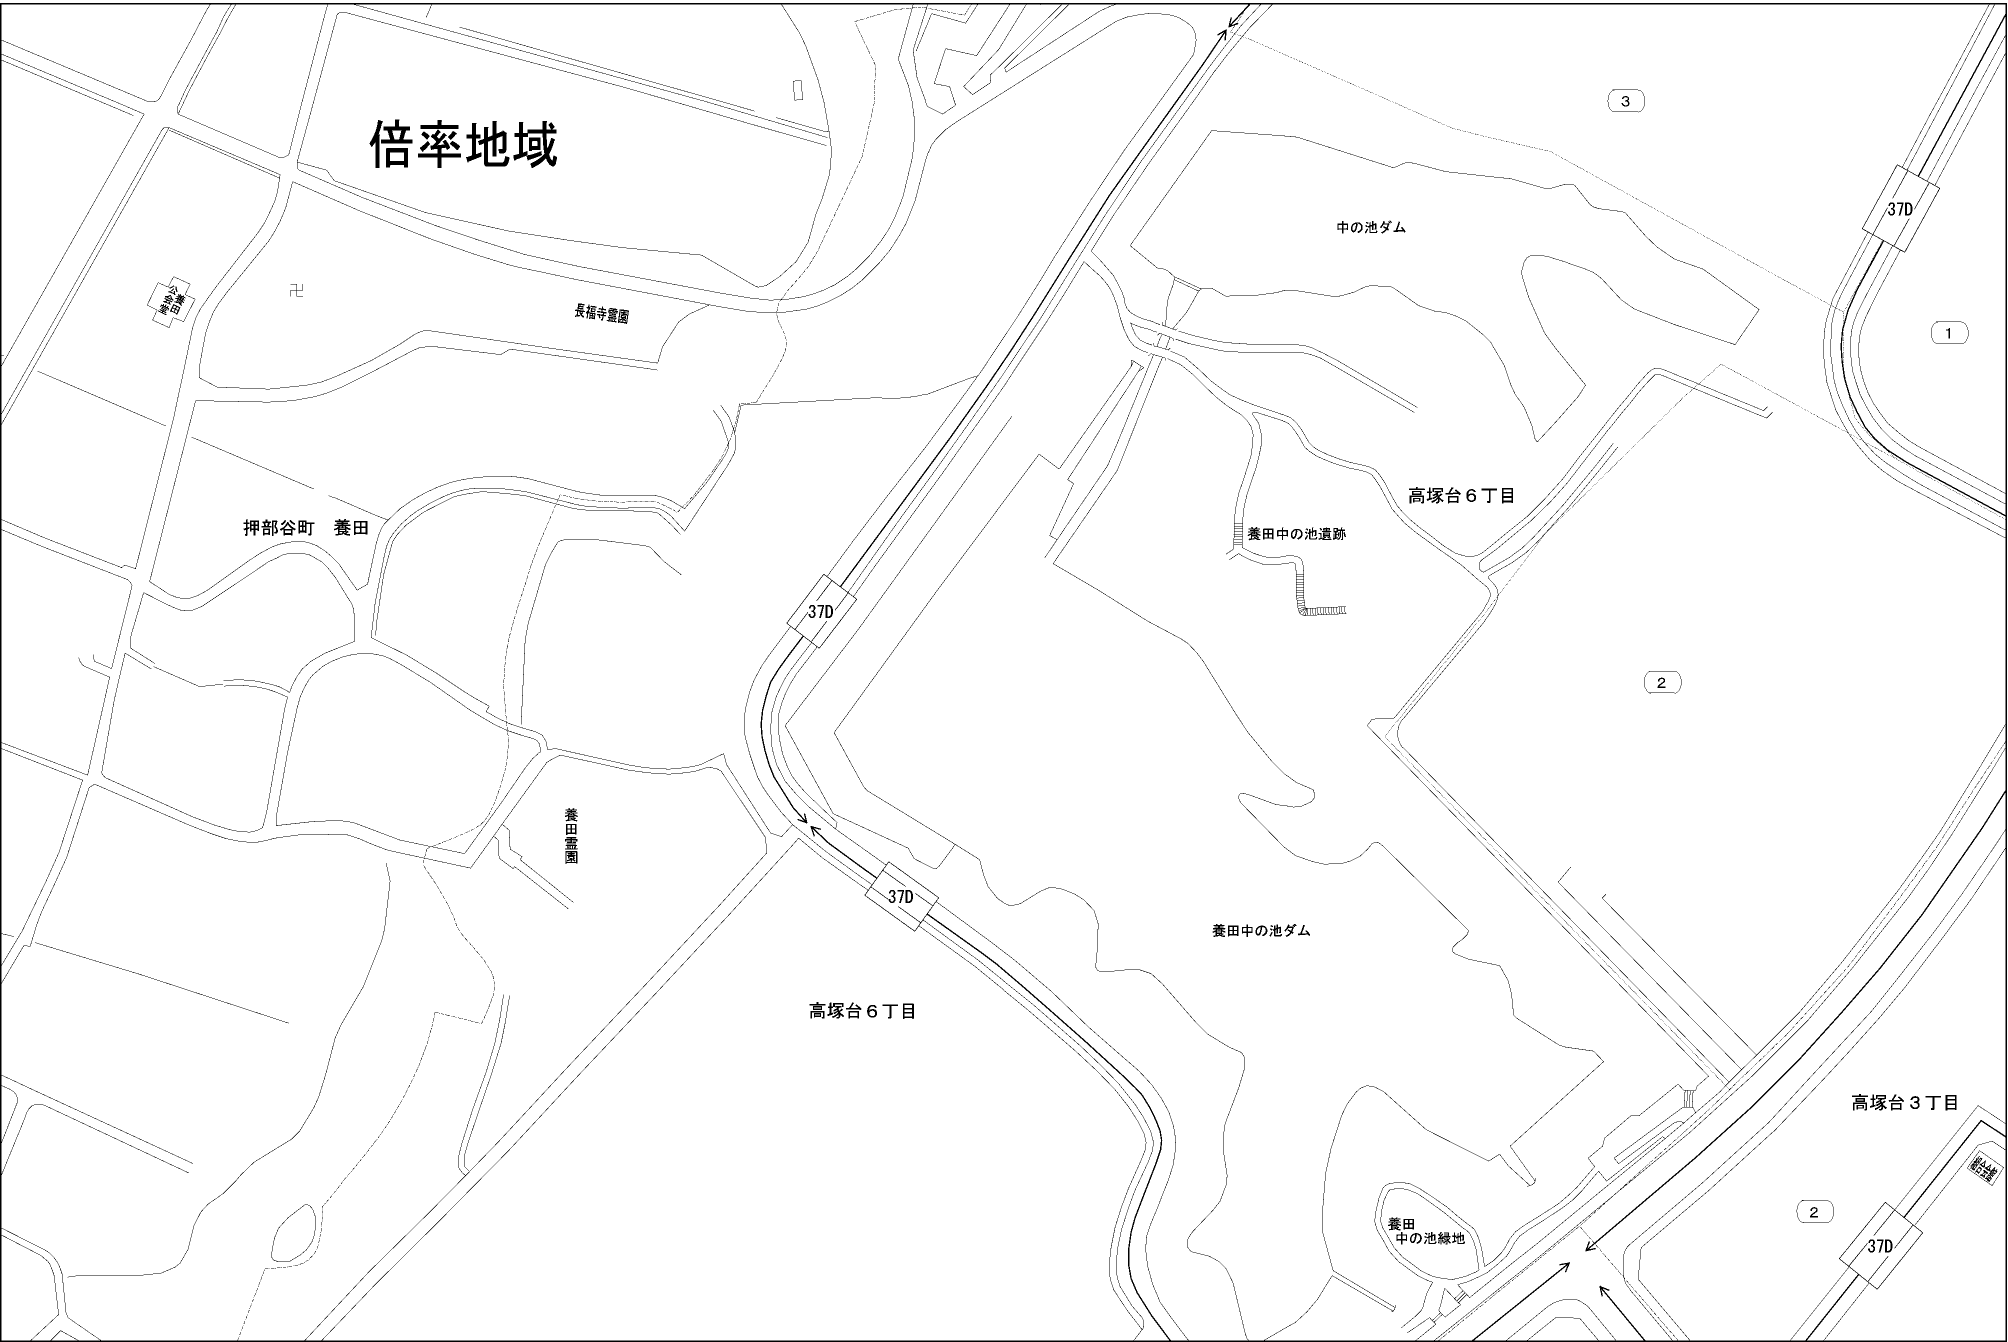 倍率地域
3
37D
中の池ダム
養田
公会堂
長福寺霊園
1
高塚台６丁目
押部谷町　養田
養田中の池遺跡
37D
2
養田霊園
37D
養田中の池ダム
高塚台６丁目
高塚台３丁目
2
養田
中の池緑地
37D